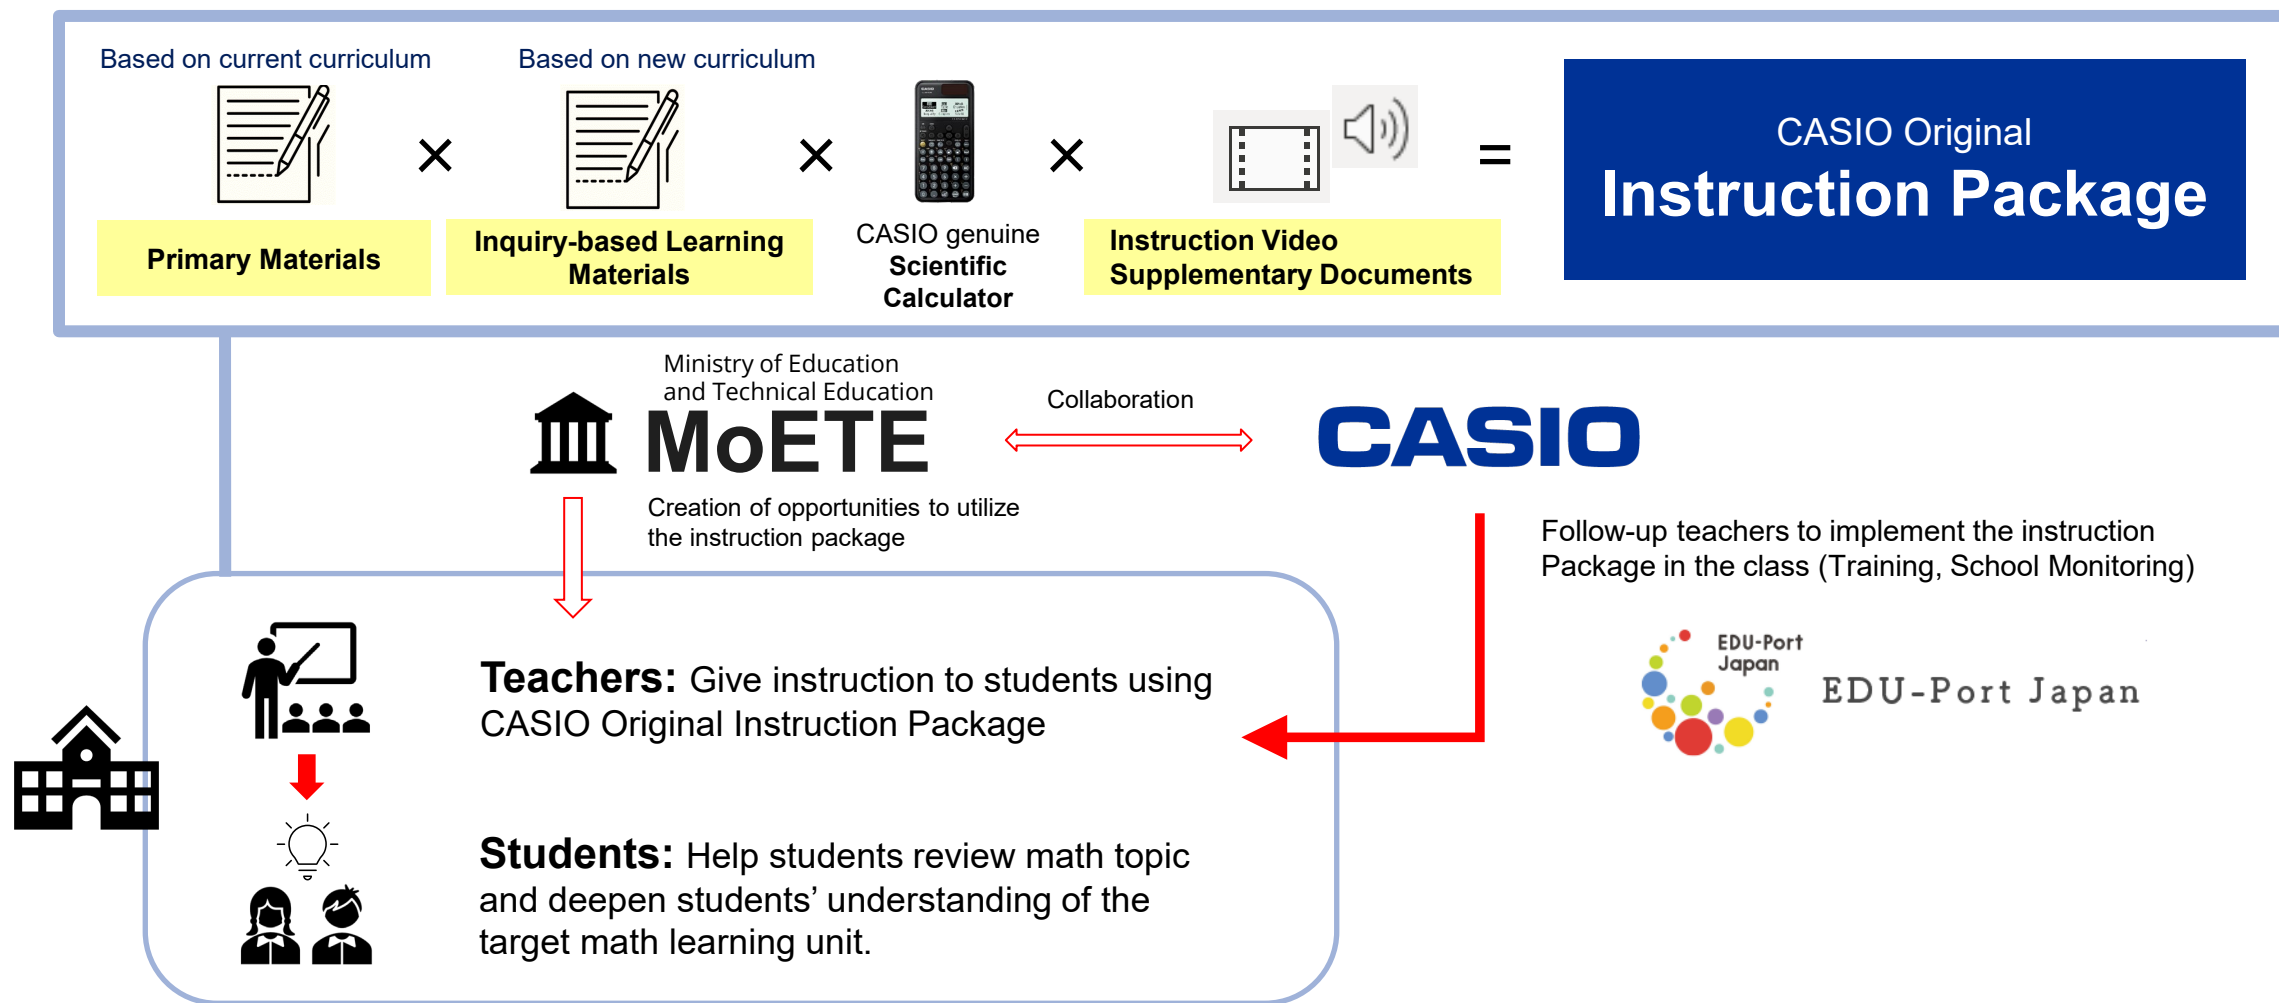 Based on current curriculum
Based on new curriculum
×
×
×
=
Primary Materials
Inquiry-based Learning
Materials
CASIO genuine
Scientific
Calculator
Instruction Video
Supplementary Documents
CASIO Original
Instruction Package
Ministry of Education
and Technical Education
MoETE
Collaboration
CASIO
Creation of opportunities to utilize
the instruction package
Follow-up teachers to implement the instruction
Package in the class (Training, School Monitoring)
EDU-Port
Japan
EDU-Port Japan
Teachers: Give instruction to students using
CASIO Original Instruction Package
Students: Help students review math topic
and deepen students’ understanding of the
target math learning unit.